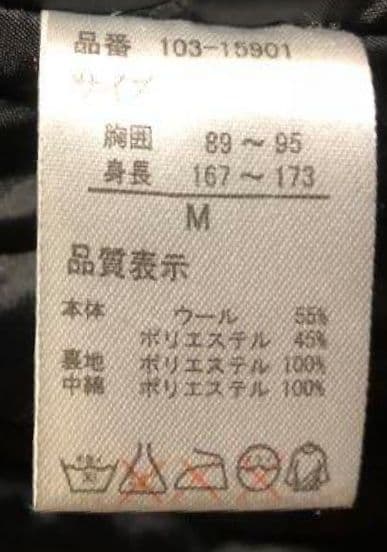 品番 103-15901
サイズ
胸囲 89～95
身長 167～173
M
品質表示
本体 ウール 55%
ポリエステル 45%
裏地 ポリエステル 100%
中綿 ポリエステル 100%